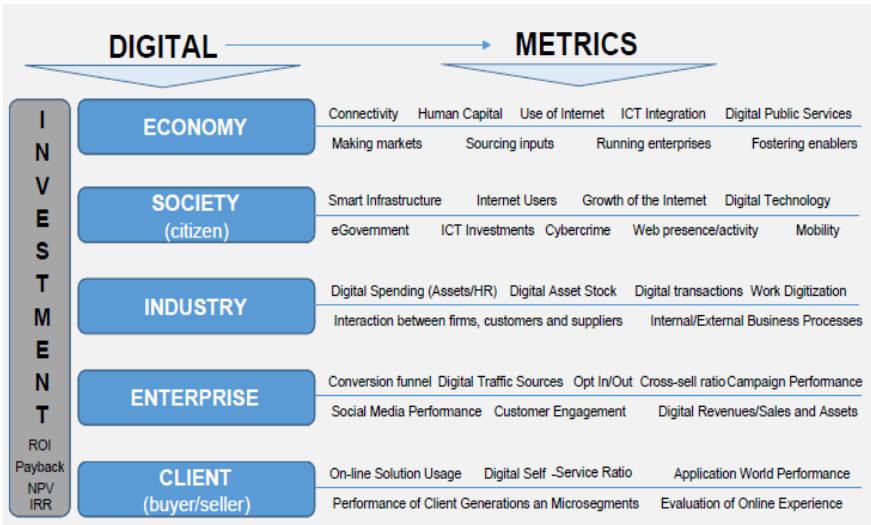 DIGITAL METRICS
INVESTMENT
ROI
Payback
NPV
IRR
ECONOMY
Connectivity Human Capital Use of Internet ICT Integration Digital Public Services
Making markets Sourcing inputs Running enterprises Fostering enablers
SOCIETY
(citizen)
Smart Infrastructure Internet Users Growth of the Internet Digital Technology
eGovernment ICT Investments Cybercrime Web presence/activity Mobility
INDUSTRY
Digital Spending (Assets/HR) Digital Asset Stock Digital transactions Work Digitization
Interaction between firms, customers and suppliers Internal/External Business Processes
ENTERPRISE
Conversion funnel Digital Traffic Sources Opt In/Out Cross-sell ratio Campaign Performance
Social Media Performance Customer Engagement Digital Revenues/Sales and Assets
CLIENT
(buyer/seller)
On-line Solution Usage Digital Self -Service Ratio Application World Performance
Performance of Client Generations an Microsegments Evaluation of Online Experience